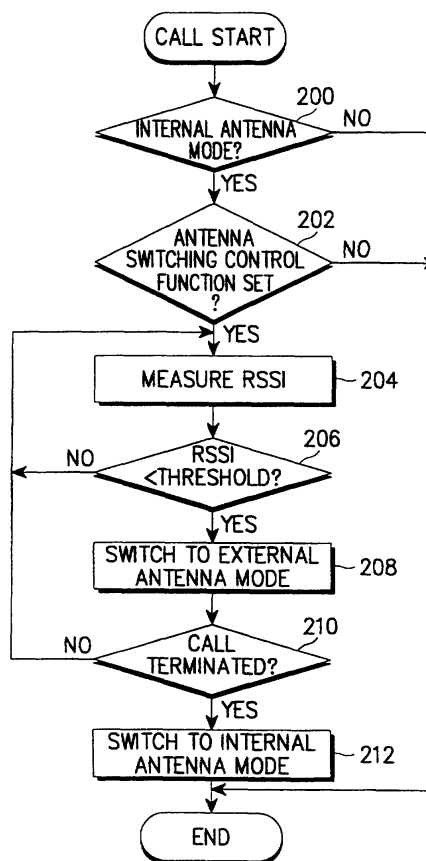 CALL START
200
INTERNAL ANTENNA
MODE?
NO
YES
202
ANTENNA
SWITCHING CONTROL
FUNCTION SET
?
NO
YES
MEASURE RSSI
204
206
RSSI
<THRESHOLD?
NO
YES
SWITCH TO EXTERNAL
ANTENNA MODE
208
210
CALL
TERMINATED?
NO
YES
SWITCH TO INTERNAL
ANTENNA MODE
212
END